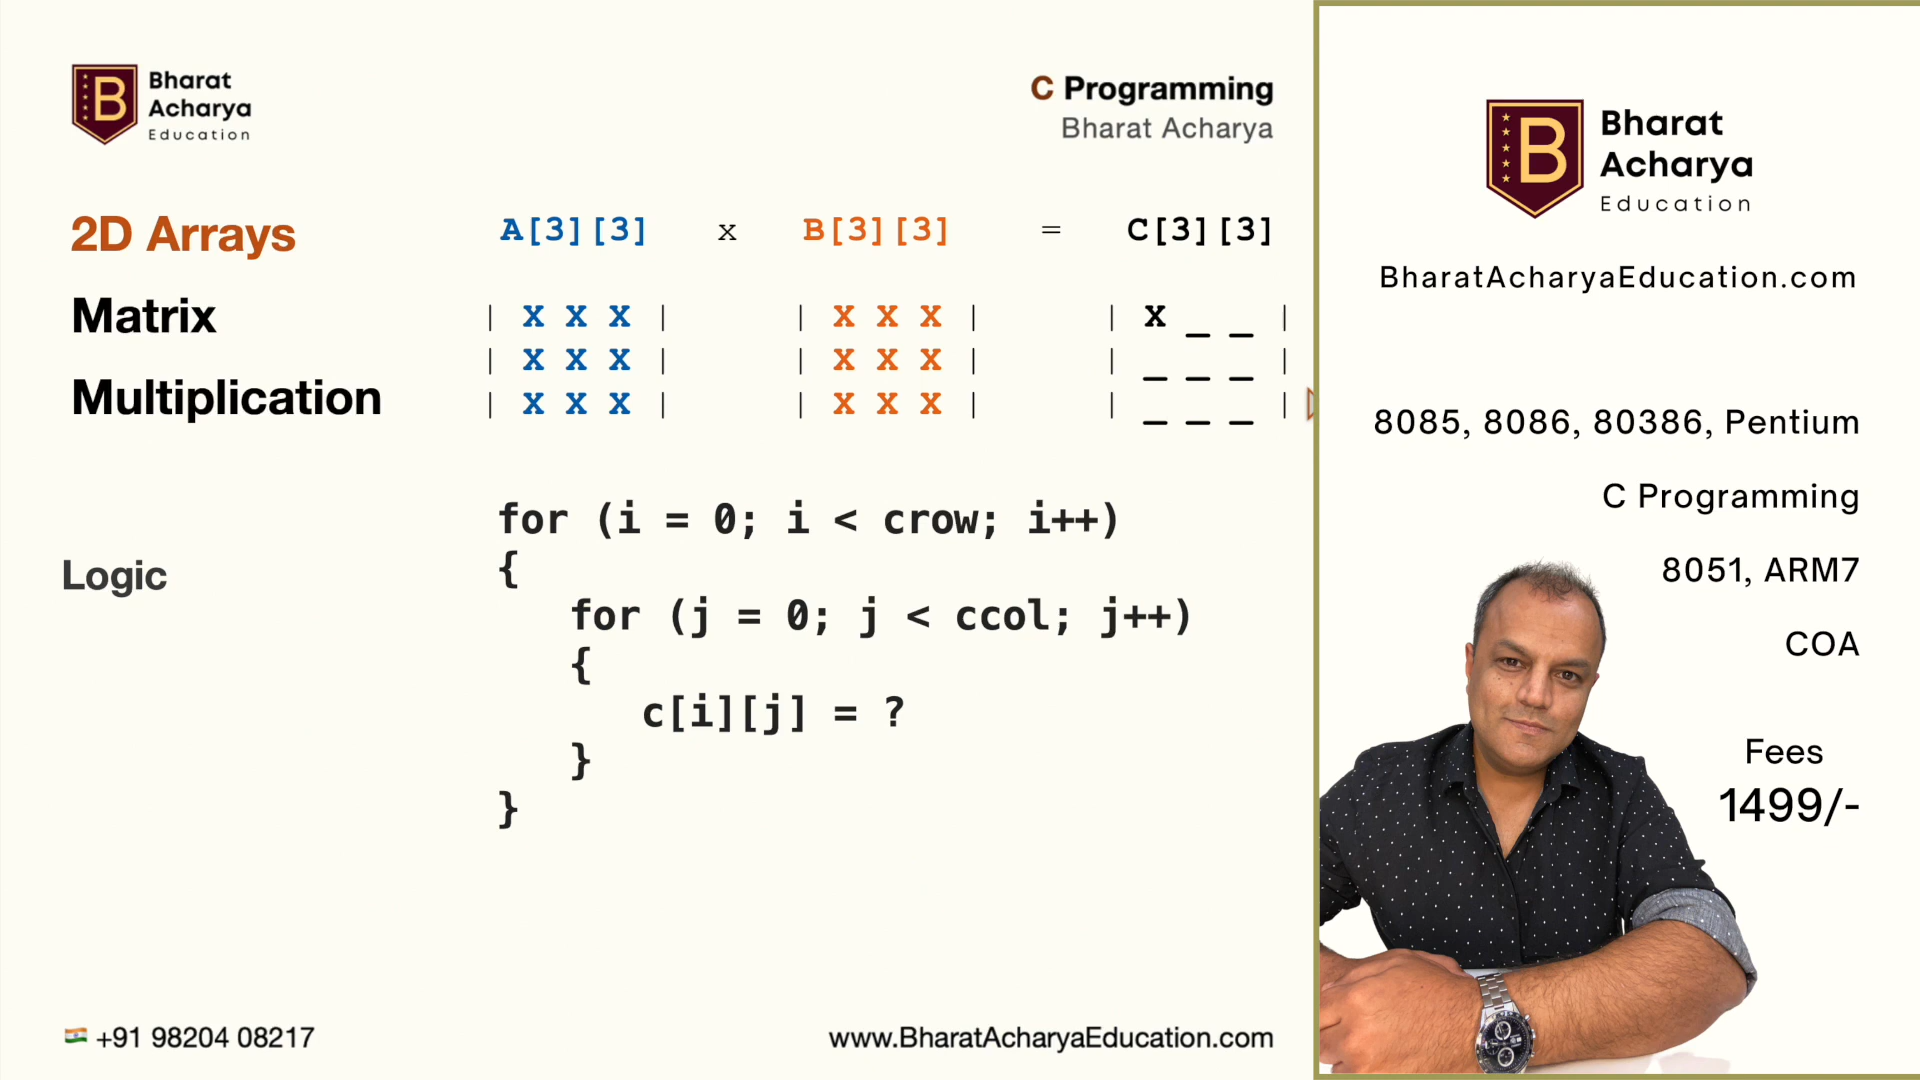 Bharat
Acharya
Education
C Programming
Bharat Acharya
2D Arrays
Matrix
Multiplication
A[3][3] x B[3][3] = C[3][3]
| X X X | | X X X | | X _ _ |
| X X X | | X X X | | _ _ _ |
| X X X | | X X X | | _ _ _ |
Logic
for (i = 0; i < crow; i++)
{
for (j = 0; j < ccol; j++)
{
c[i][j] = ?
}
}
+91 98204 08217
www.BharatAcharyaEducation.com
Bharat
Acharya
Education
BharatAcharyaEducation.com
8085, 8086, 80386, Pentium
C Programming
8051, ARM7
COA
Fees
1499/-